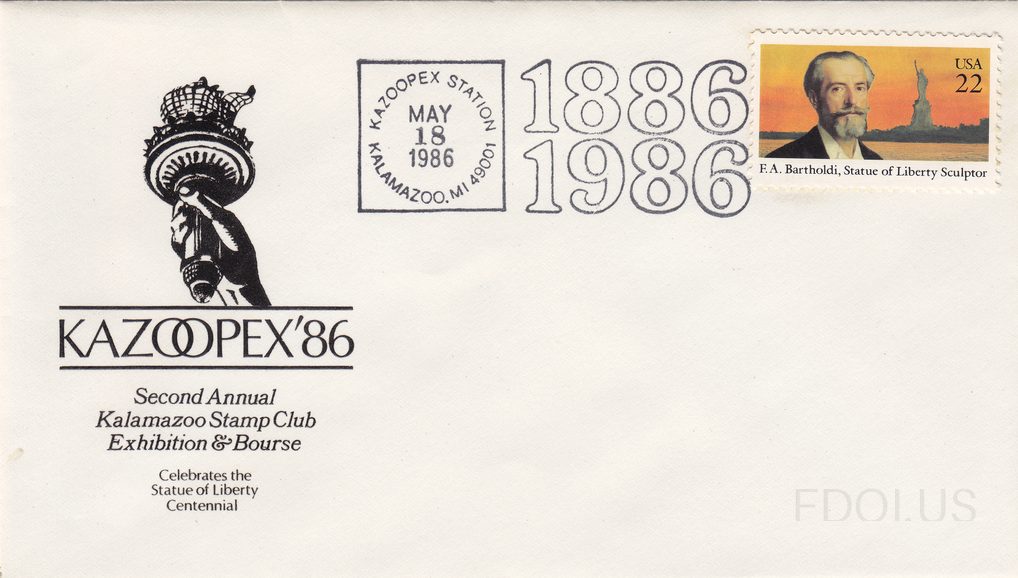 KAZOOPEX STATION
MAY
18
1986
KALAMAZOO, MI 49001
1886
1986
USA
22
F.A. Bartholdi, Statue of Liberty Sculptor
KAZOOPEX'86
Second Annual
Kalamazoo Stamp Club
Exhibition & Bourse
Celebrates the
Statue of Liberty
Centennial
FDOI.US